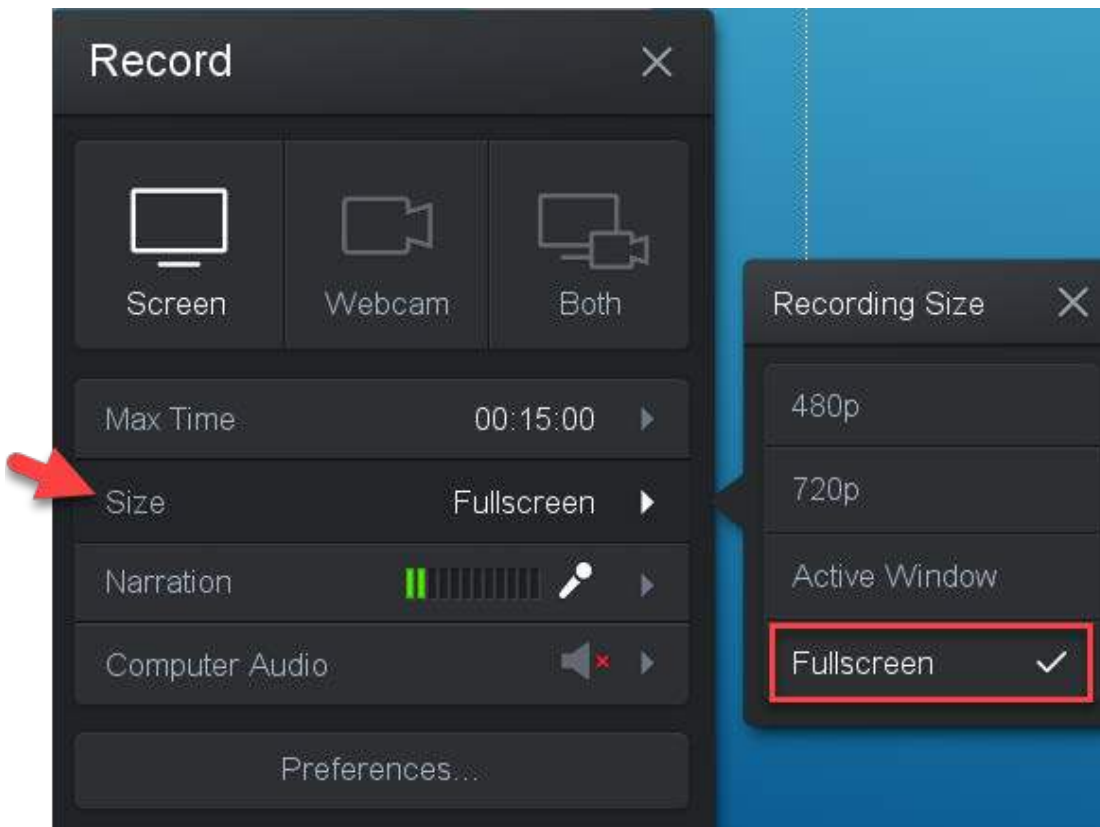 Record
Screen
Webcam
Both
Max Time 00:15:00
Size Fullscreen
Narration
Computer Audio
Preferences...
Recording Size
480p
720p
Active Window
Fullscreen